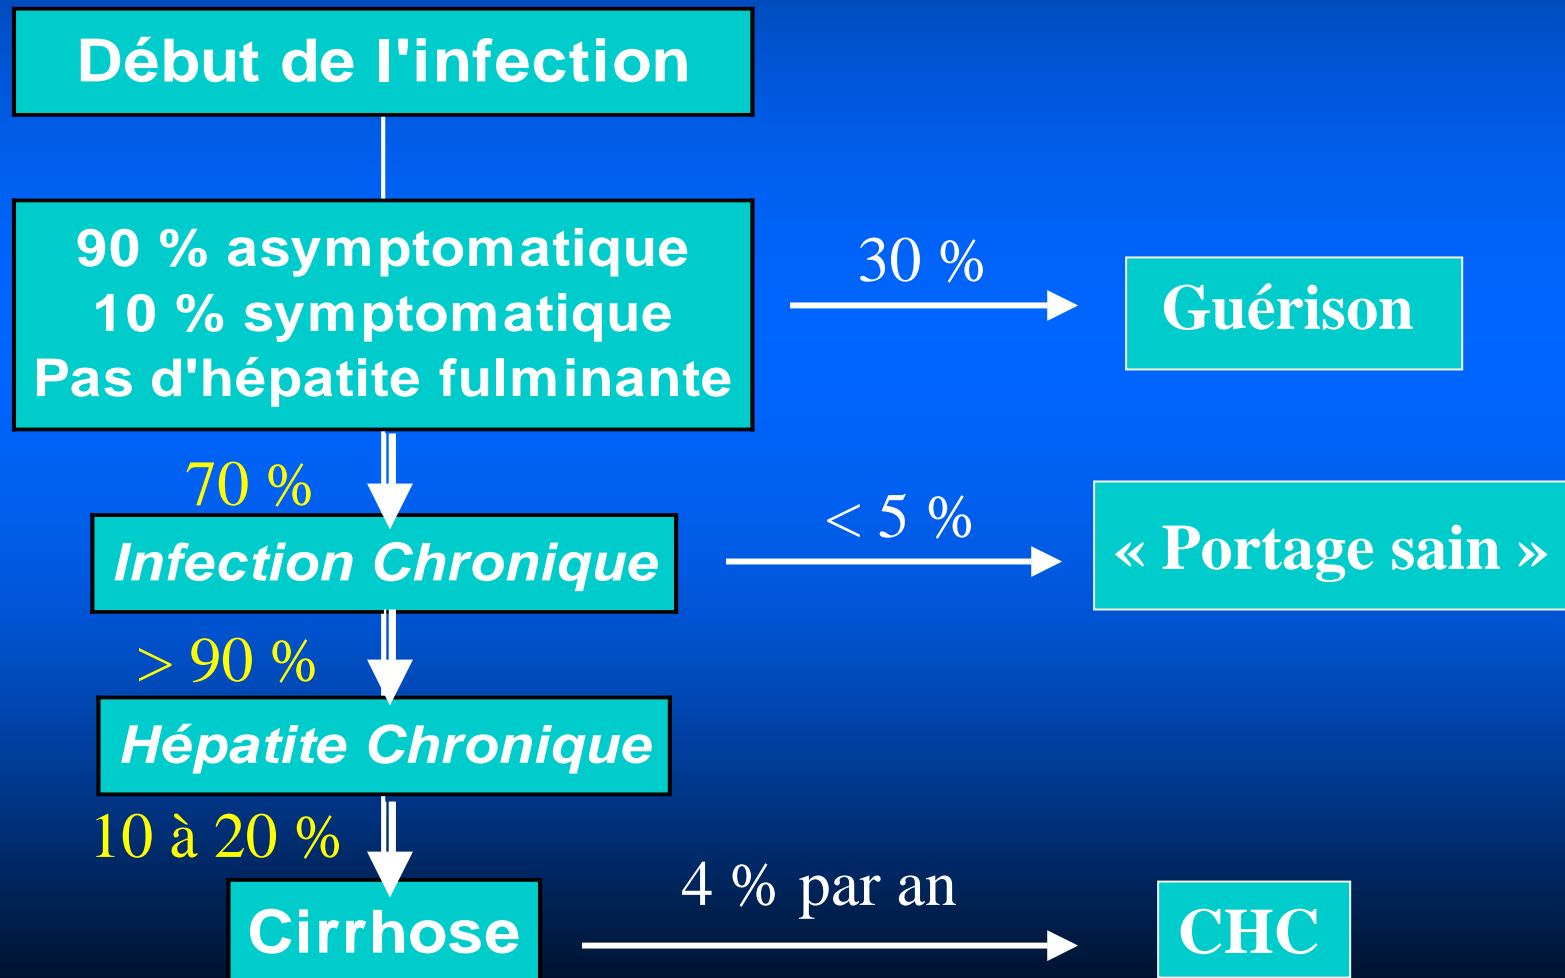 Début de l'infection
90 % asymptomatique
10 % symptomatique
Pas d'hépatite fulminante
30 %
Guérison
70 %
Infection Chronique
< 5 %
« Portage sain »
> 90 %
Hépatite Chronique
10 à 20 %
Cirrhose
4 % par an
CHC